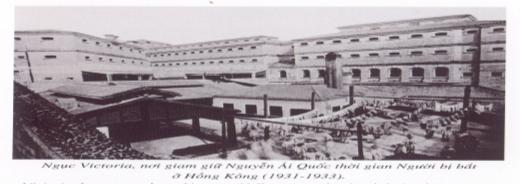 Ngục Victoria, nơi giam giữ Nguyễn Ái Quốc thời gian Người bị bắt
ở Hồng Kông (1931-1933).